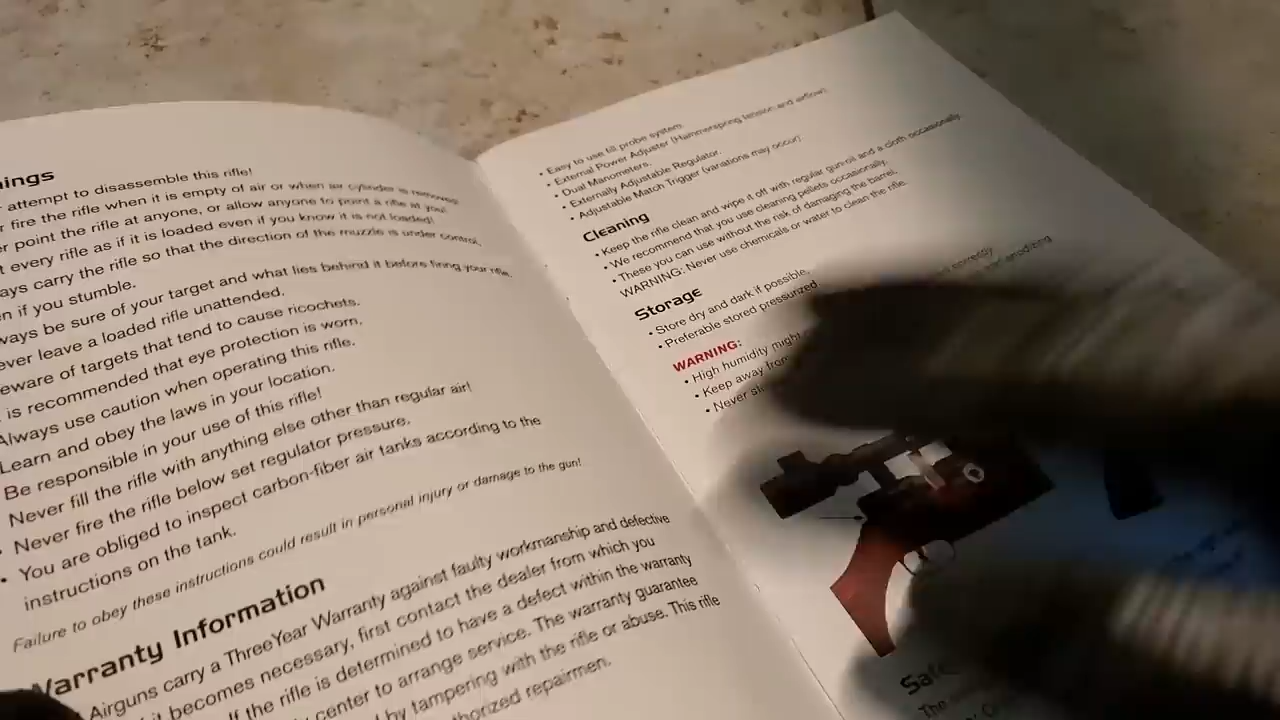 ings
attempt to disassemble this rifle!
fire the rifle when it is empty of air or when air cylinder is removed
point the rifle at anyone, or allow anyone to point a rifle at you!
every rifle as if it is loaded even if you know it is not loaded!
ays carry the rifle so that the direction of the muzzle is under control,
n if you stumble.
ways be sure of your target and what lies behind it before firing your rifle.
ever leave a loaded rifle unattended.
eware of targets that tend to cause ricochets.
is recommended that eye protection is worn.
Always use caution when operating this rifle.
Learn and obey the laws in your location.
Be responsible in your use of this rifle!
Never fill the rifle with anything else other than regular air!
• Never fire the rifle below set regulator pressure.
• You are obliged to inspect carbon-fiber air tanks according to the
instructions on the tank.
Failure to obey these instructions could result in personal injury or damage to the gun!
Warranty Information
Airguns carry a ThreeYear Warranty against faulty workmanship and defective
it becomes necessary, first contact the dealer from which you
If the rifle is determined to have a defect within the warranty
center to arrange service. The warranty guarantee
by tampering with the rifle or abuse. This rifle
thorized repairmen.
• Easy to use fill probe system.
• External Power Adjuster (Hammerspring tension and airflow)
• Dual Manometers.
• Externally Adjustable Regulator.
• Adjustable Match Trigger (variations may occur)
Cleaning
• Keep the rifle clean and wipe it off with regular gun-oil and a cloth occasionally.
• We recommend that you use cleaning pellets occasionally.
• These you can use without the risk of damaging the barrel.
WARNING: Never use chemicals or water to clean the rifle.
Storage
• Store dry and dark if possible,
• Preferable stored pressurized correctly
WARNING:
• High humidity might anodizing
• Keep away from
• Never
Safe
The